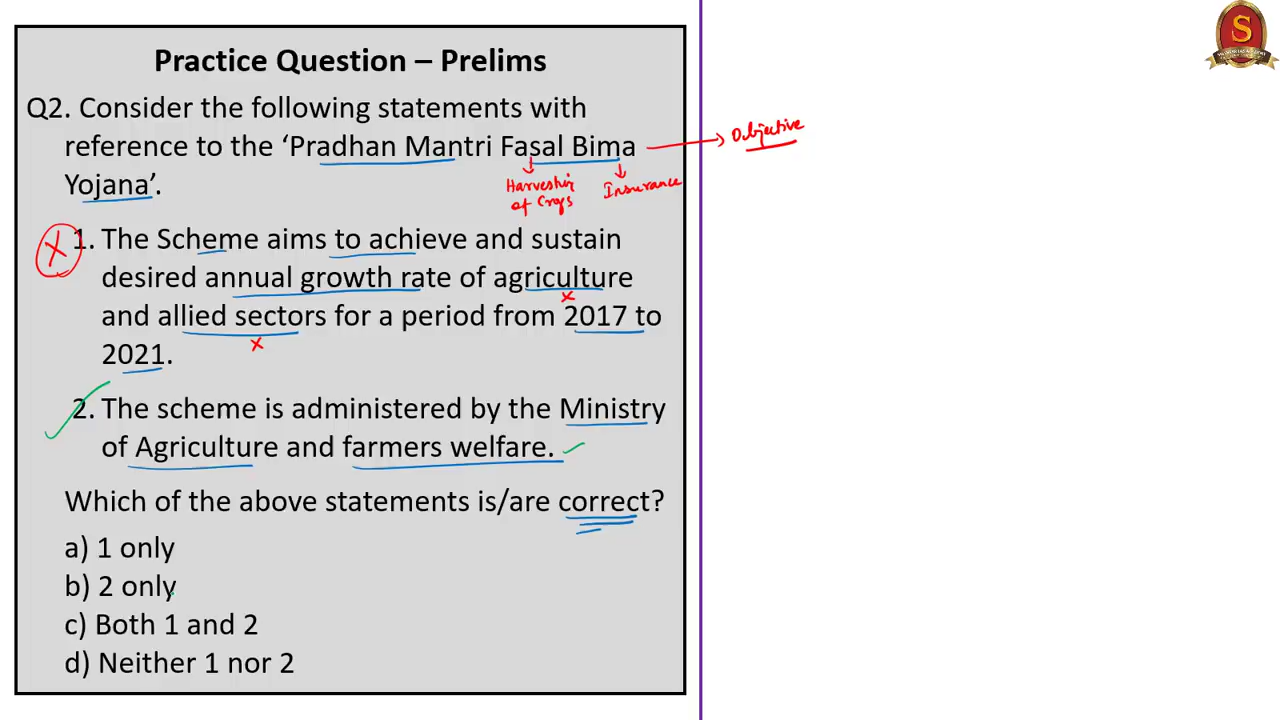 Practice Question – Prelims
Q2. Consider the following statements with
reference to the ‘Pradhan Mantri Fasal Bima
Yojana’.
Objective
Harvesting
of Crops
Insurance
X
1. The Scheme aims to achieve and sustain
desired annual growth rate of agriculture
and allied sectors for a period from 2017 to
2021.
2. The scheme is administered by the Ministry
of Agriculture and farmers welfare.
Which of the above statements is/are correct?
a) 1 only
b) 2 only
c) Both 1 and 2
d) Neither 1 nor 2
S